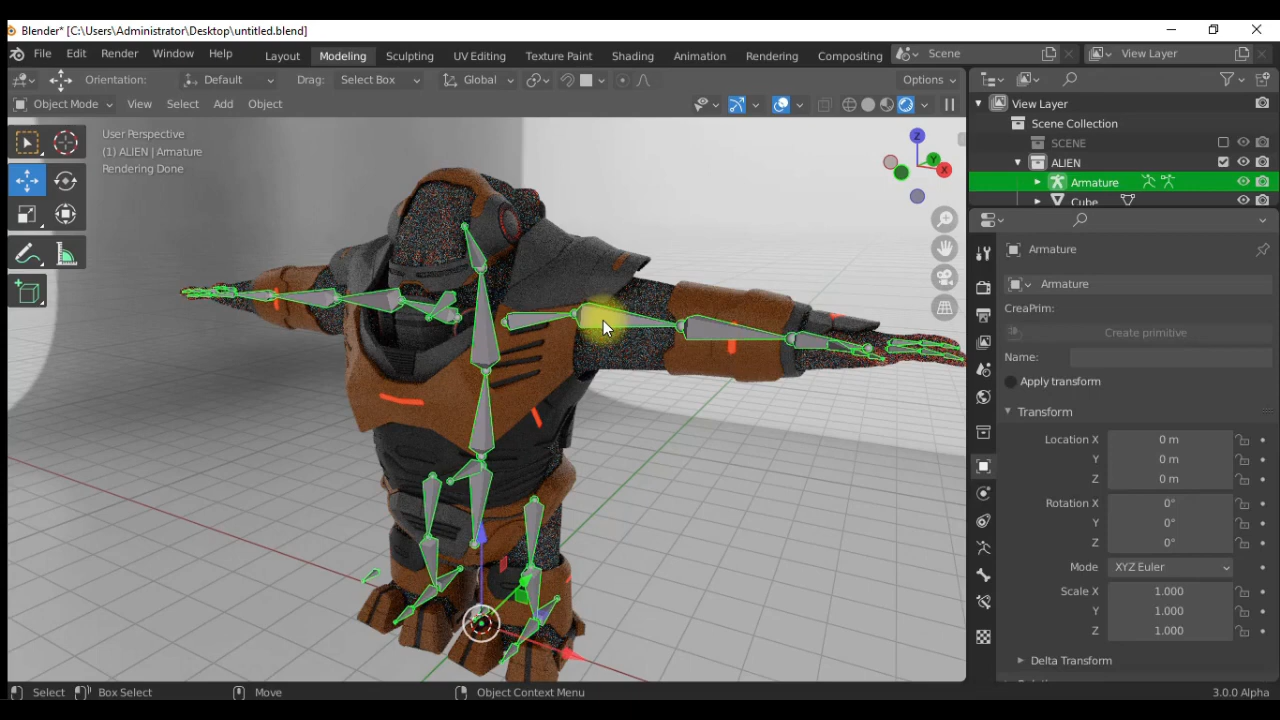 Blender* [C:\Users\Administrator\Desktop\untitled.blend]
File Edit Render Window Help Layout Modeling Sculpting UV Editing Texture Paint Shading Animation Rendering Compositing Scene View Layer
Orientation: Default Drag: Select Box Global Options
Object Mode View Select Add Object
User Perspective
(1) ALIEN | Armature
Rendering Done
Z
Y
X
View Layer
Scene Collection
SCENE
ALIEN
Armature
Cube
Armature
Armature
CreaPrim:
Create primitive
Name:
Apply transform
Transform
Location X 0 m
Y 0 m
Z 0 m
Rotation X 0°
Y 0°
Z 0°
Mode XYZ Euler
Scale X 1.000
Y 1.000
Z 1.000
Delta Transform
Select Box Select Move Object Context Menu 3.0.0 Alpha